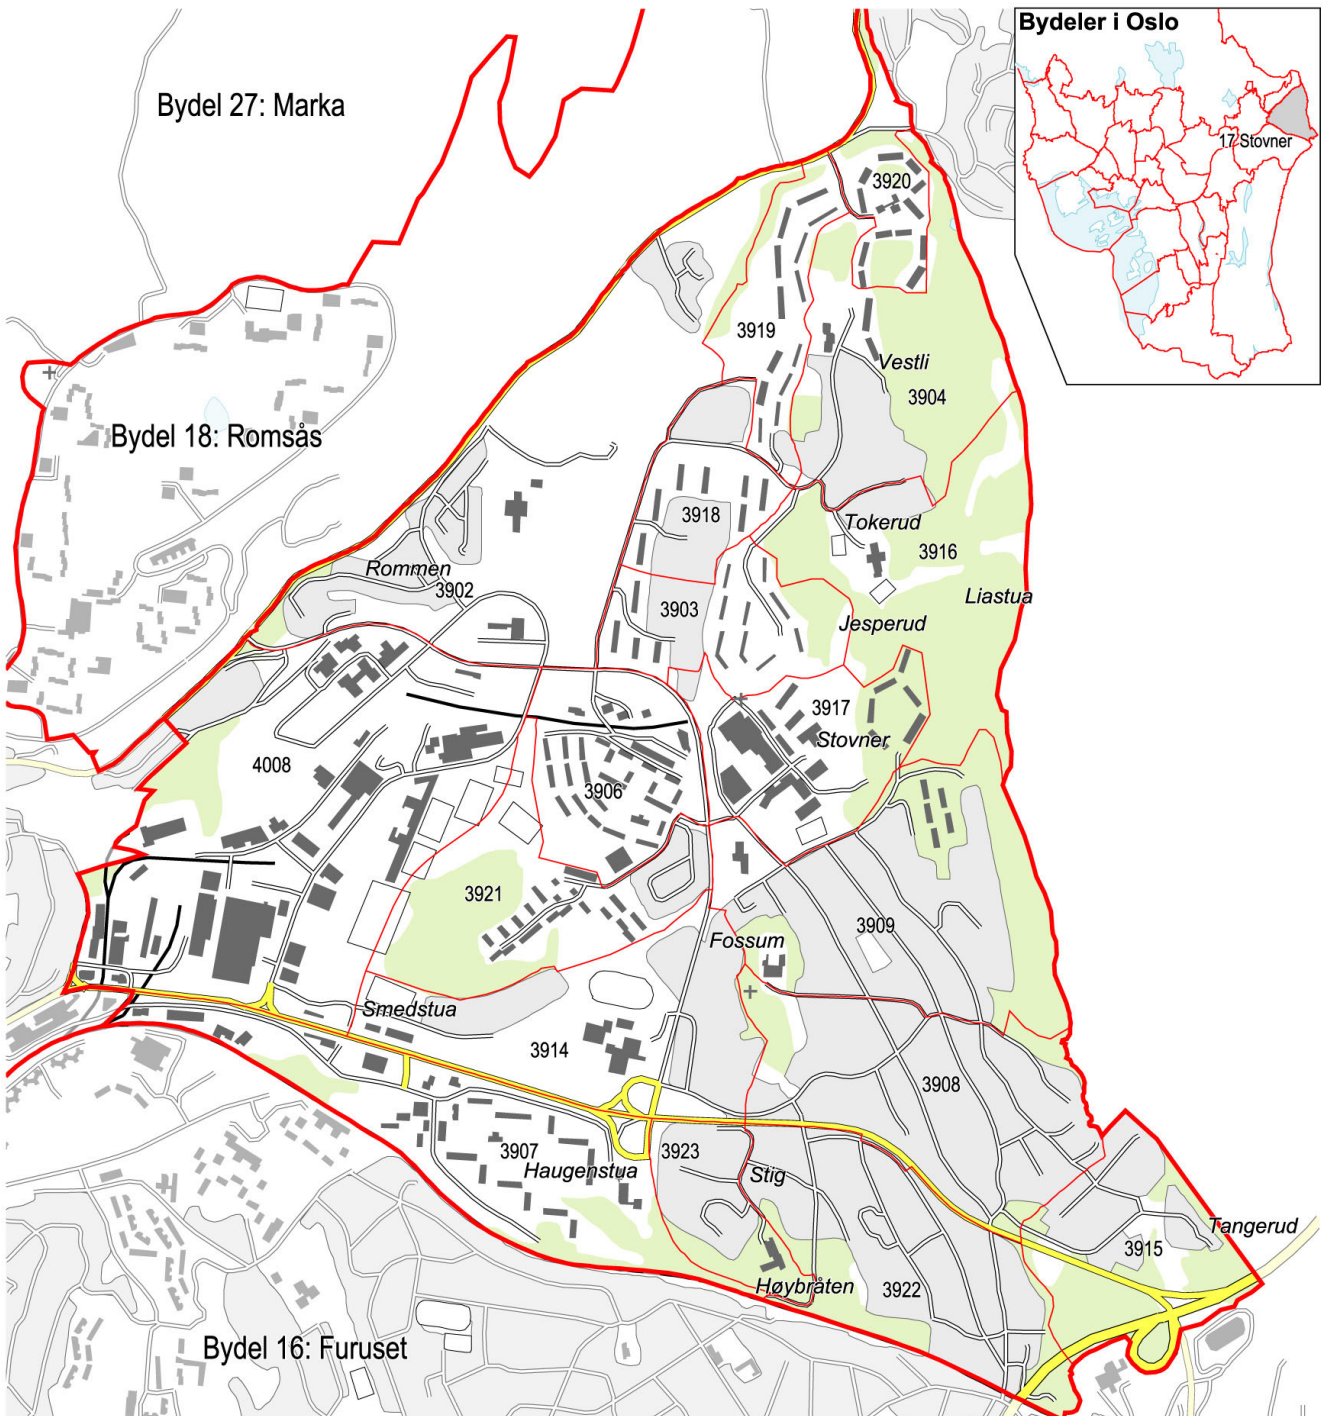 Bydeler i Oslo
17 Stovner
Bydel 27: Marka
3920
3919
Vestli
3904
Bydel 18: Romsås
3918
Tokerud
3916
Rommen
3902
3903
Liastua
Jesperud
3917
Stovner
4008
3906
3921
3909
Fossum
Smedstua
3914
3908
3907
Haugenstua
3923
Stig
Tangerud
3915
Høybråten
3922
Bydel 16: Furuset